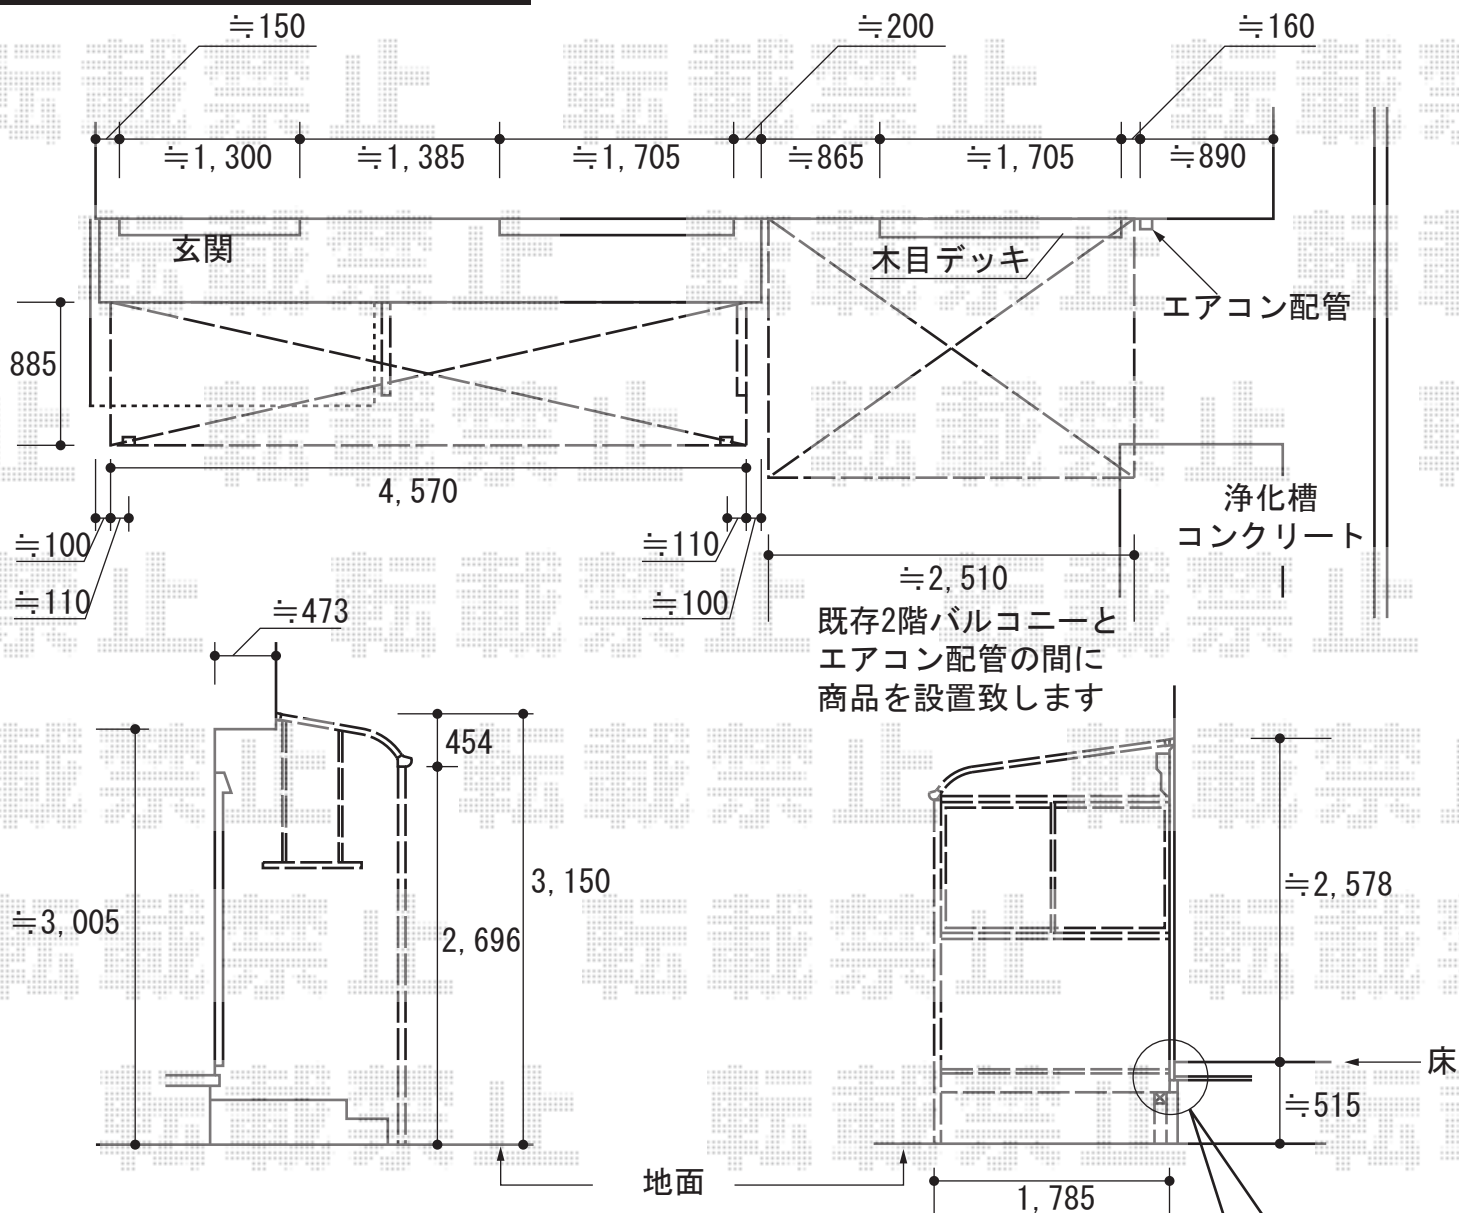 ≒150
≒200
≒160
≒1,300
≒1,385
≒1,705
≒865
≒1,705
≒890
玄関
木目デッキ
エアコン配管
885
4,570
≒100
≒110
≒110
≒100
≒2,510
浄化槽
コンクリート
既存2階バルコニーと
エアコン配管の間に
商品を設置致します
≒473
454
3,150
2,696
≒3,005
≒2,578
床
≒515
地面
1,785
転載禁止